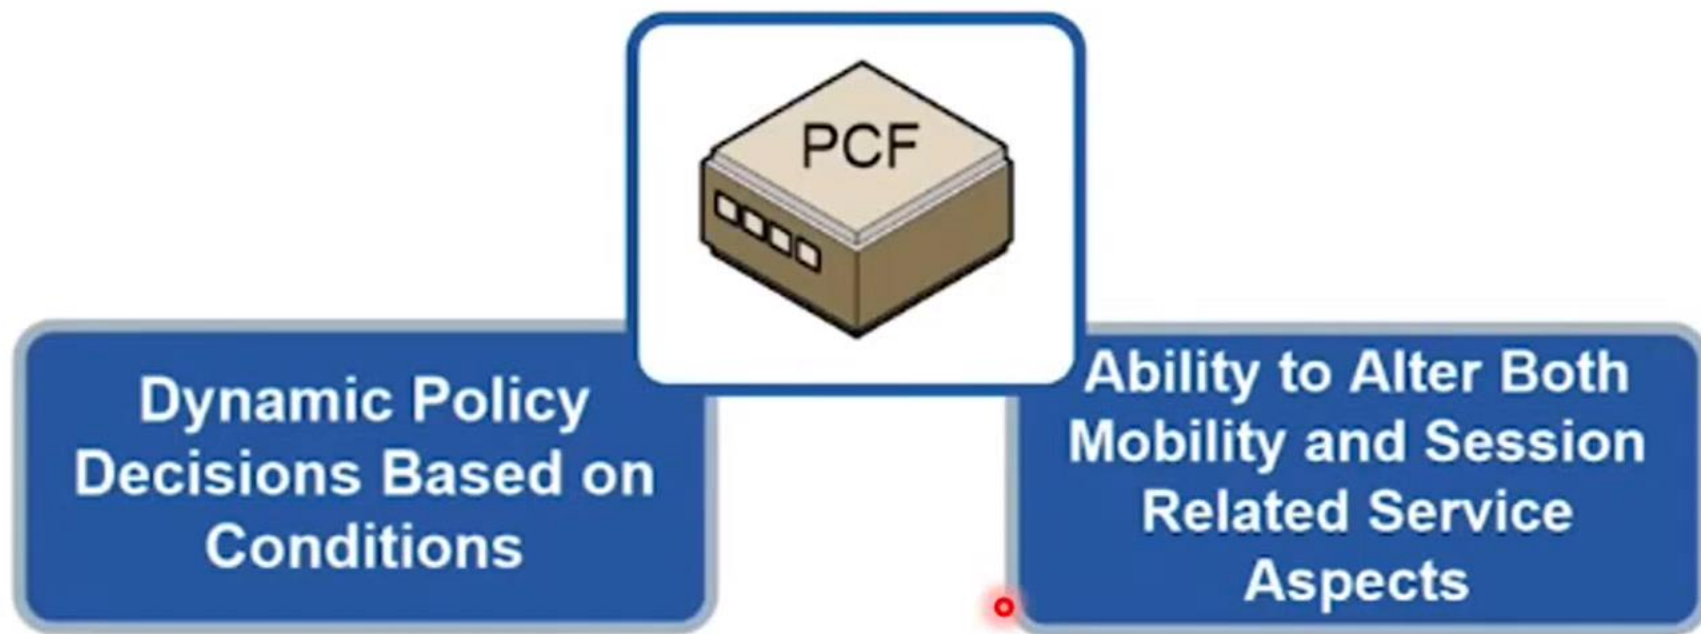 PCF
Dynamic Policy
Decisions Based on
Conditions
Ability to Alter Both
Mobility and Session
Related Service
Aspects